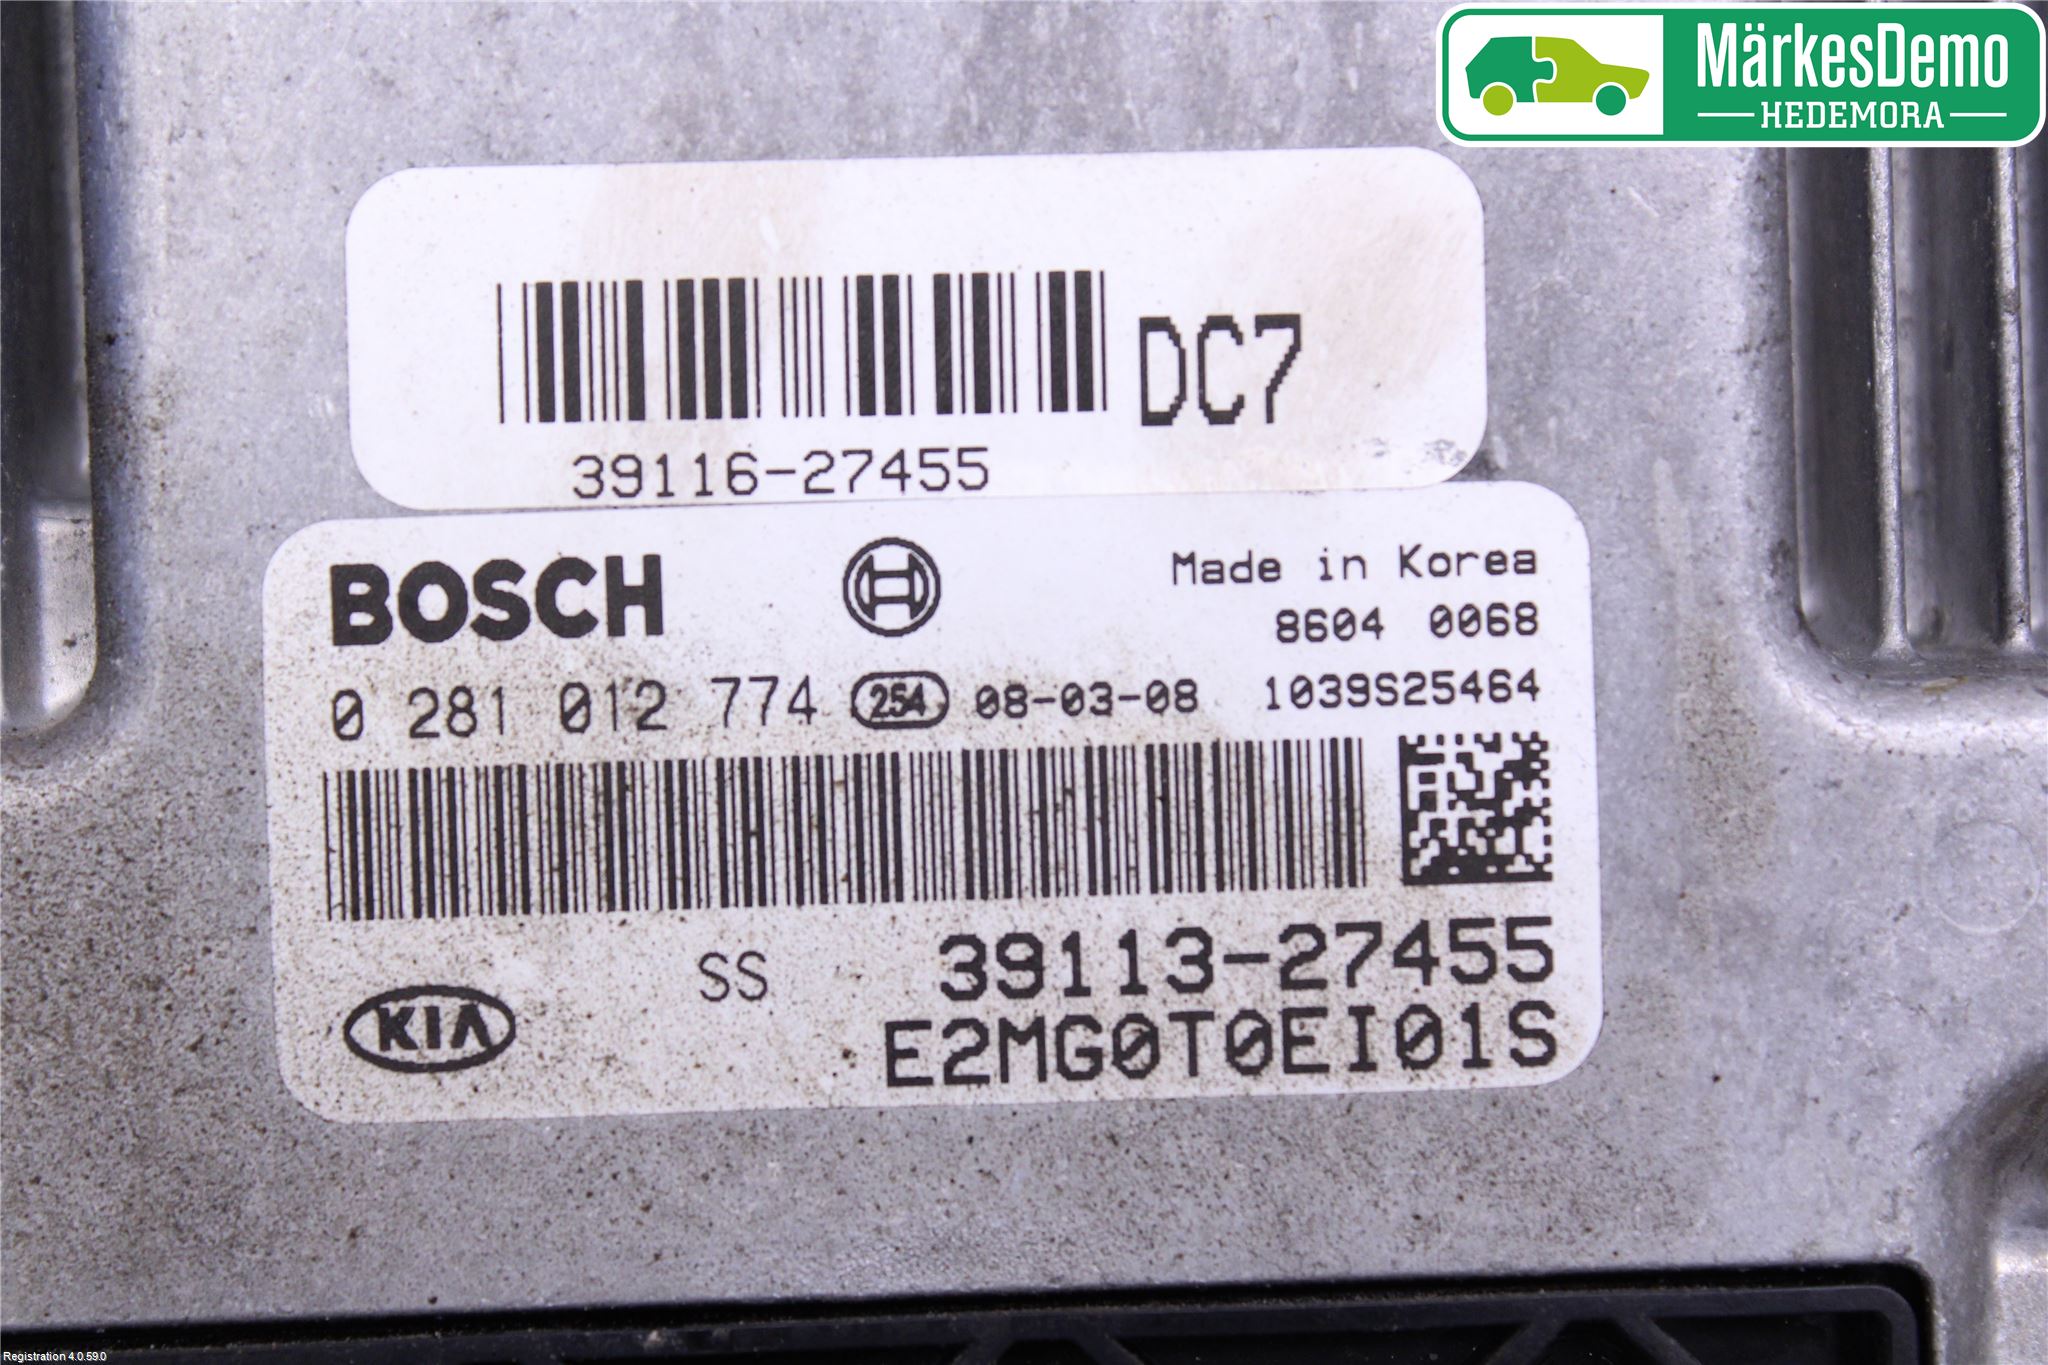 MärkesDemo
HEDEMORA
DC7
39116-27455
BOSCH
Made in Korea
8604 0068
0 281 012 774 254 08-03-08 1039S25464
SS 39113-27455
KIA
E2MG0T0EI01S
Registration 4.0.59.0